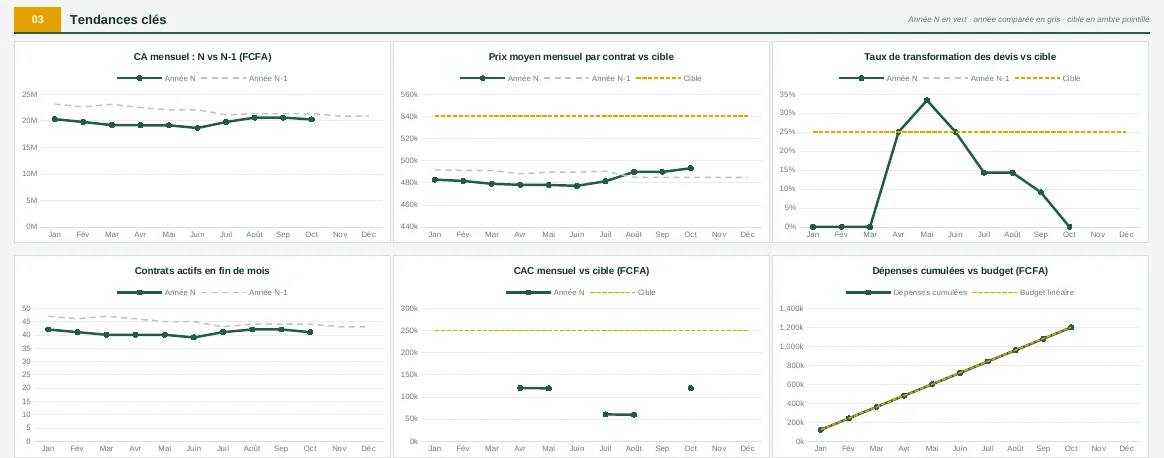 03 Tendances clés
Année N en vert · année comparée en gris · cible en ambre pointillé
CA mensuel : N vs N-1 (FCFA)
Année N Année N-1
25M
20M
15M
10M
5M
0M
Jan Fév Mar Avr Mai Juin Juil Août Sep Oct Nov Déc
Prix moyen mensuel par contrat vs cible
Année N Année N-1 Cible
560k
540k
520k
500k
480k
460k
440k
Jan Fév Mar Avr Mai Juin Juil Août Sep Oct Nov Déc
Taux de transformation des devis vs cible
Année N Année N-1 Cible
35%
30%
25%
20%
15%
10%
5%
0%
Jan Fév Mar Avr Mai Juin Juil Août Sep Oct Nov Déc
Contrats actifs en fin de mois
Année N Année N-1
50
45
40
35
30
25
20
15
10
5
0
Jan Fév Mar Avr Mai Juin Juil Août Sep Oct Nov Déc
CAC mensuel vs cible (FCFA)
Année N Cible
300k
250k
200k
150k
100k
50k
0k
Jan Fév Mar Avr Mai Juin Juil Août Sep Oct Nov Déc
Dépenses cumulées vs budget (FCFA)
Dépenses cumulées Budget linéaire
1,400k
1,200k
1,000k
800k
600k
400k
200k
0k
Jan Fév Mar Avr Mai Juin Juil Août Sep Oct Nov Déc